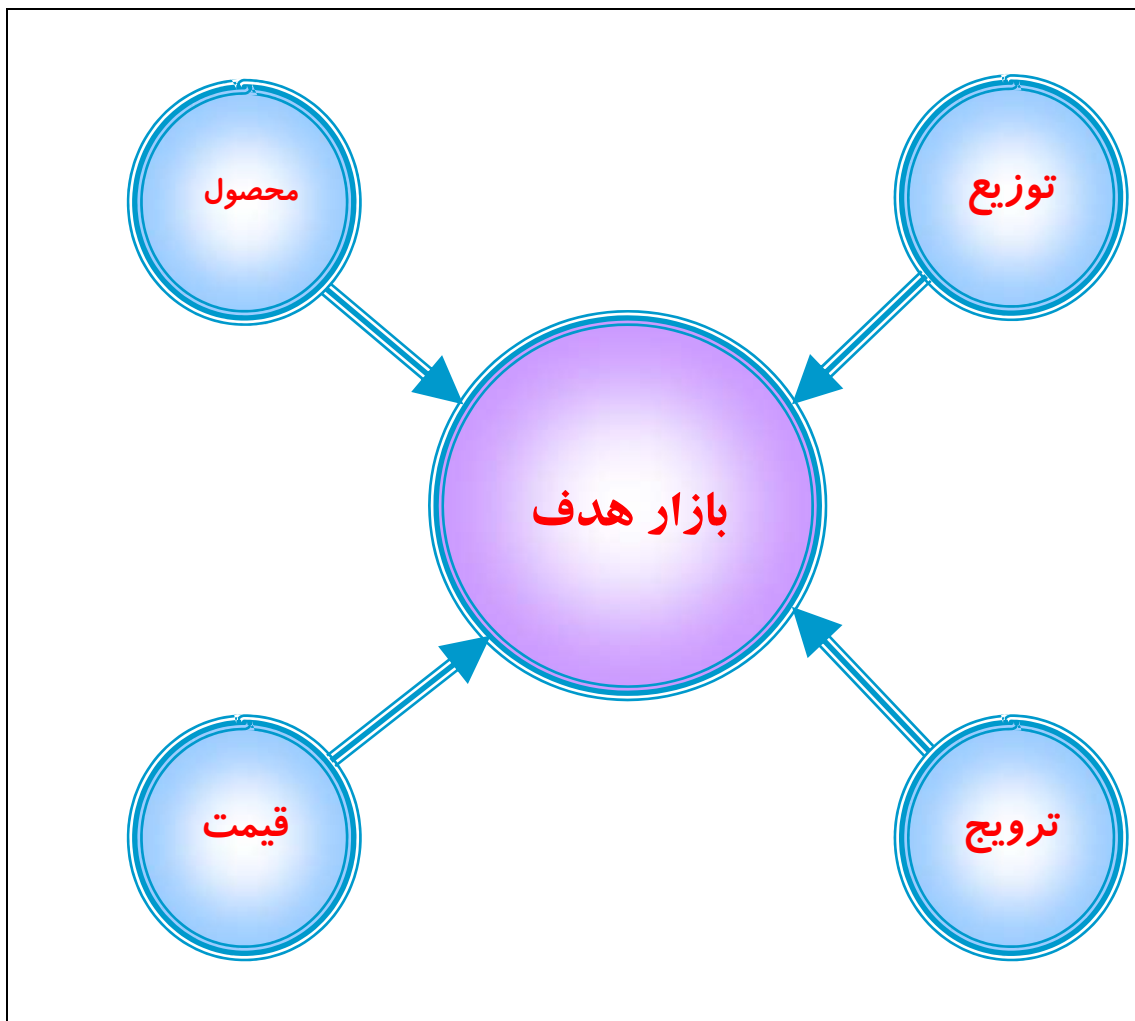 توزیع
محصول
بازار هدف
ترویج
قیمت